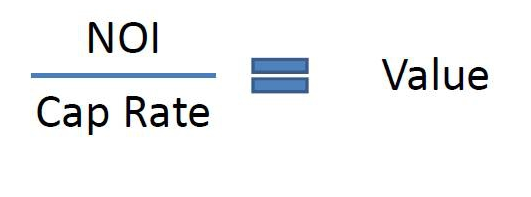 NOI
Cap Rate
= Value